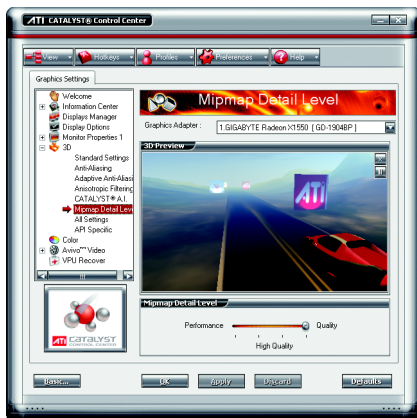 ATI CATALYST® Control Center
View
Hotkeys
Profiles
Preferences
Help
Graphics Settings
Welcome
Information Center
Displays Manager
Display Options
Monitor Properties 1
3D
Standard Settings
Anti-Aliasing
Adaptive Anti-Aliasi
Anisotropic Filtering
CATALYST® A.I.
Mipmap Detail Lev
All Settings
API Specific
Color
Avivo™ Video
VPU Recover
ATI CATALYST
CONTROL CENTER
Mipmap Detail Level
Graphics Adapter :
1.GIGABYTE Radeon X1550 [ GD-1904BP ]
3D Preview
ATI
Mipmap Detail Level
Performance
Quality
High Quality
Basic...
OK
Apply
Discard
Defaults